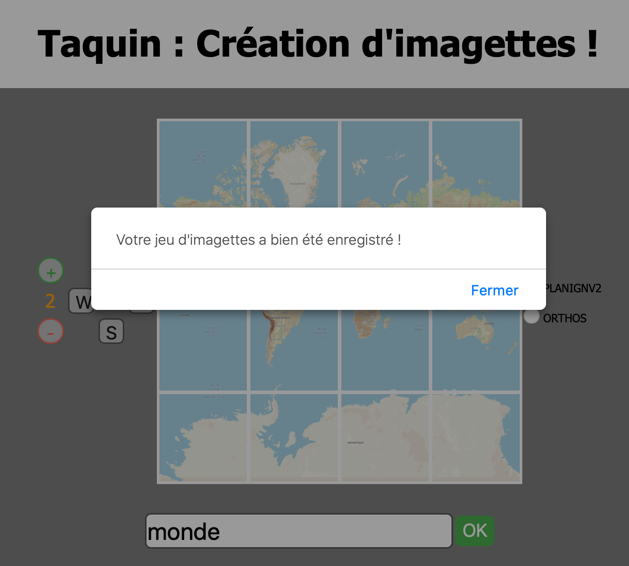 Taquin : Création d'imagettes !
Votre jeu d'imagettes a bien été enregistré !
Fermer
+
2
W
PLANIGNV2
-
S
ORTHOS
monde
OK